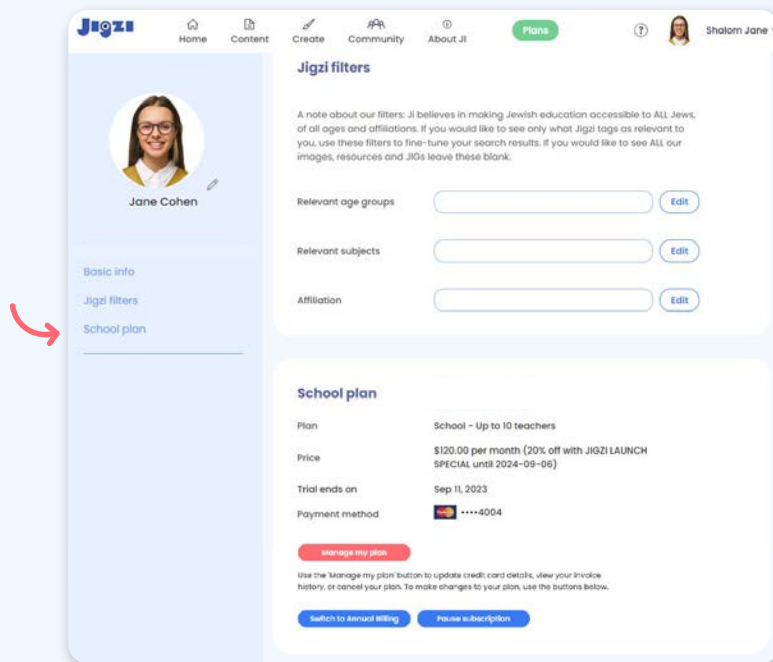 Jigzi
Home
Content
Create
Community
About JI
Plans
?
Shalom Jane
Jane Cohen
Basic info
Jigzi filters
School plan
Jigzi filters
A note about our filters: Ji believes in making Jewish education accessible to ALL Jews,
of all ages and affiliations. If you would like to see only what Jigzi tags as relevant to
you, use these filters to fine-tune your search results. If you would like to see ALL our
images, resources and JIGs leave these blank.
Relevant age groups
Edit
Relevant subjects
Edit
Affiliation
Edit
School plan
Plan
School - Up to 10 teachers
Price
$120.00 per month (20% off with JIGZI LAUNCH
SPECIAL until 2024-09-06)
Trial ends on
Sep 11, 2023
Payment method
••••4004
Manage my plan
Use the 'Manage my plan' button to update credit card details, view your invoice
history, or cancel your plan. To make changes to your plan, use the buttons below.
Switch to Annual Billing
Pause subscription